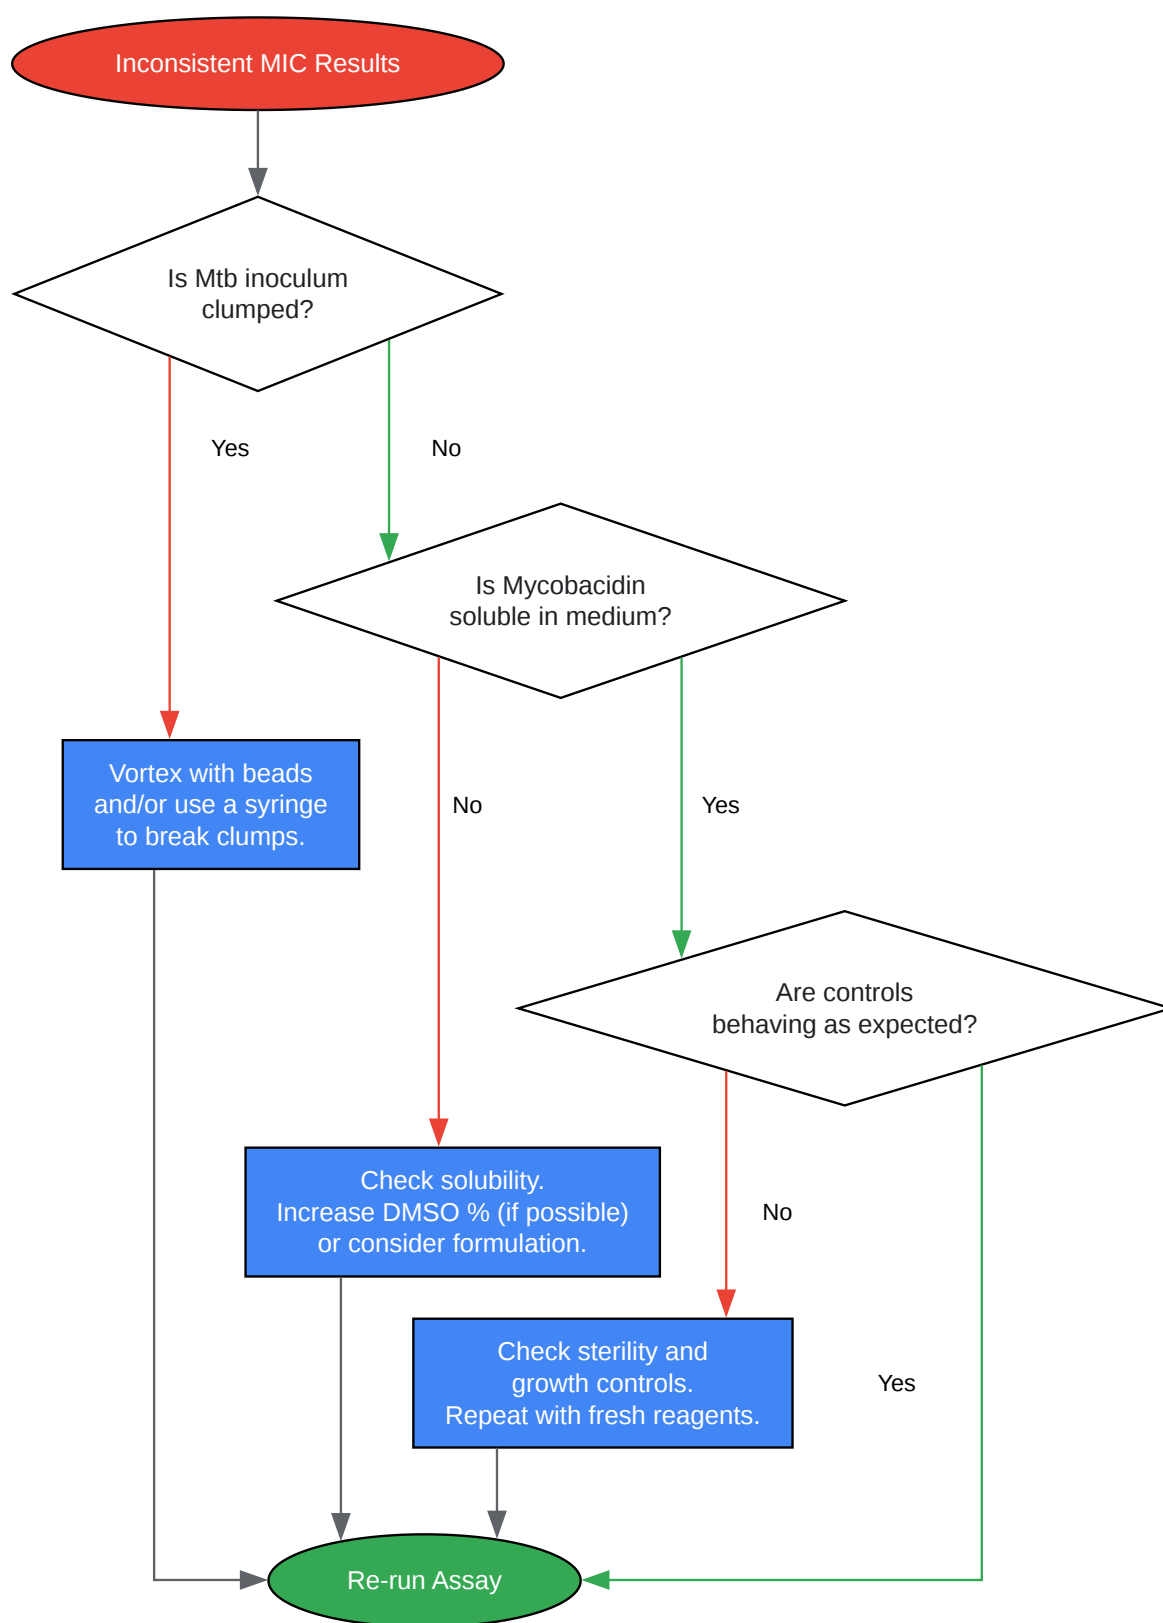 Inconsistent MIC Results
Is Mtb inoculum
clumped?
Yes
No
Is Mycobacidin
soluble in medium?
Vortex with beads
and/or use a syringe
to break clumps.
No
Yes
Are controls
behaving as expected?
Check solubility.
Increase DMSO % (if possible)
or consider formulation.
No
Check sterility and
growth controls.
Repeat with fresh reagents.
Yes
Re-run Assay